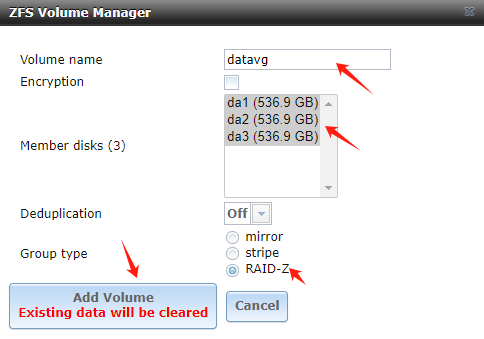 ZFS Volume Manager
Volume name datavg
Encryption
Member disks (3)
da1 (536.9 GB)
da2 (536.9 GB)
da3 (536.9 GB)
Deduplication Off
Group type
mirror
stripe
RAID-Z
Add Volume
Existing data will be cleared
Cancel